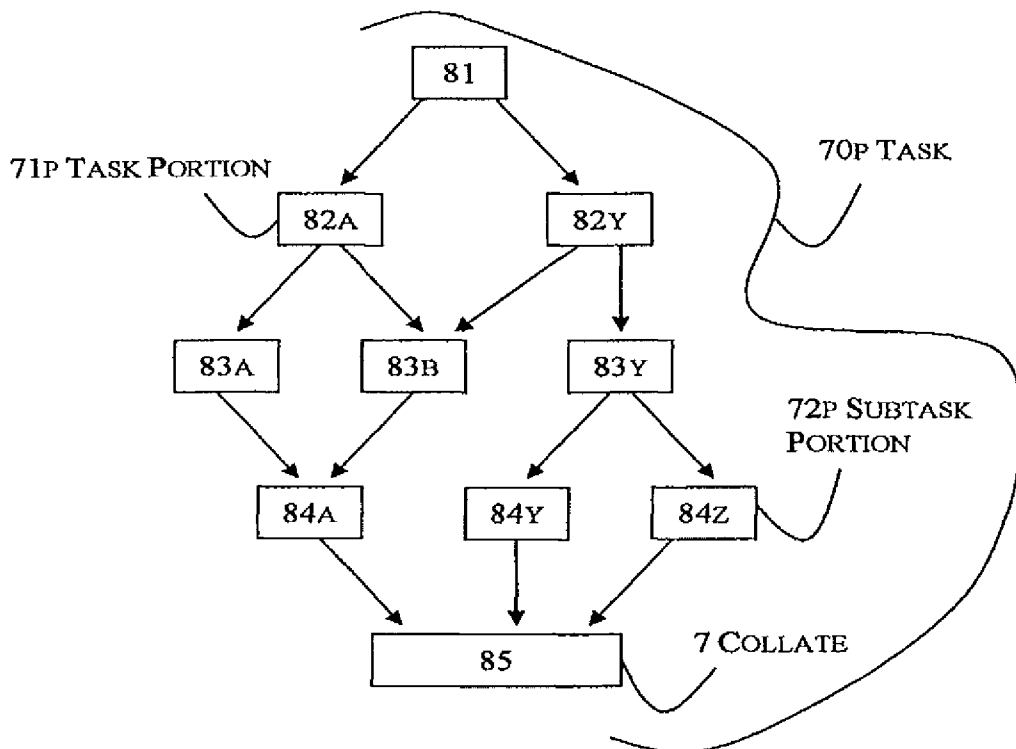 81
71P TASK PORTION
70P TASK
82A
82Y
83A
83B
83Y
72P SUBTASK
PORTION
84A
84Y
84Z
85
7 COLLATE